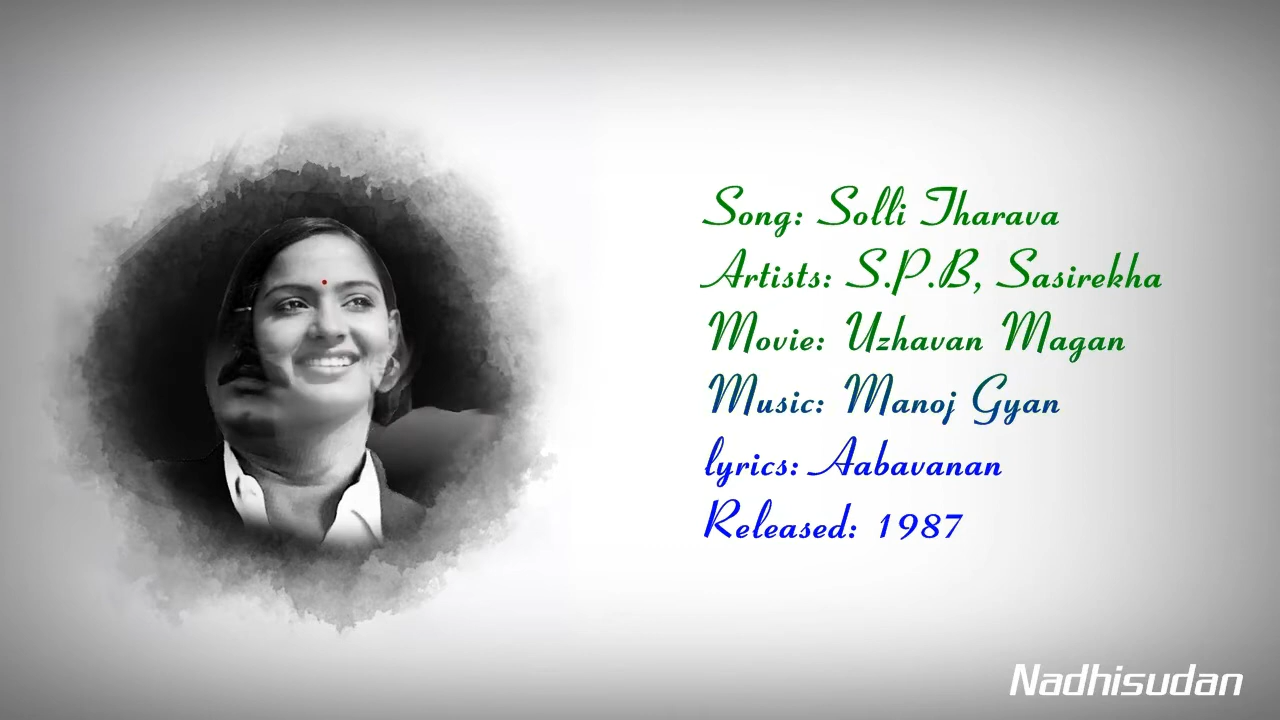 Song: Solli Tharava
Artists: S.P.B, Sasirekha
Movie: Uzhavan Magan
Music: Manoj Gyan
lyrics: Aabavanan
Released: 1987
Nadhisudan